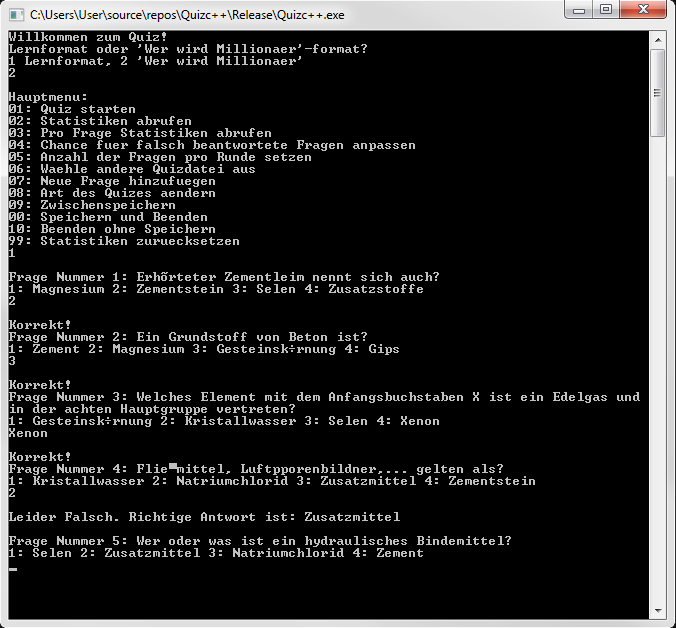 C:\Users\User\source\repos\Quizc++\Release\Quizc++.exe
Willkommen zum Quiz!
Lernformat oder 'Wer wird Millionaer'-format?
1 Lernformat, 2 'Wer wird Millionaer'
2
Hauptmenu:
01: Quiz starten
02: Statistiken abrufen
03: Pro Frage Statistiken abrufen
04: Chance fuer falsch beantwortete Fragen anpassen
05: Anzahl der Fragen pro Runde setzen
06: Waehle andere Quizdatei aus
07: Neue Frage hinzufuegen
08: Art des Quizes aendern
09: Zwischenspeichern
00: Speichern und Beenden
10: Beenden ohne Speichern
99: Statistiken zuruecksetzen
1
Frage Nummer 1: Erhõrteter Zementleim nennt sich auch?
1: Magnesium 2: Zementstein 3: Selen 4: Zusatzstoffe
2
Korrekt!
Frage Nummer 2: Ein Grundstoff von Beton ist?
1: Zement 2: Magnesium 3: Gesteinsk÷rnung 4: Gips
3
Korrekt!
Frage Nummer 3: Welches Element mit dem Anfangsbuchstaben X ist ein Edelgas und
in der achten Hauptgruppe vertreten?
1: Gesteinsk÷rnung 2: Kristallwasser 3: Selen 4: Xenon
Xenon
Korrekt!
Frage Nummer 4: Flie▀mittel, Luftpporenbildner,... gelten als?
1: Kristallwasser 2: Natriumchlorid 3: Zusatzmittel 4: Zementstein
2
Leider Falsch. Richtige Antwort ist: Zusatzmittel
Frage Nummer 5: Wer oder was ist ein hydraulisches Bindemittel?
1: Selen 2: Zusatzmittel 3: Natriumchlorid 4: Zement